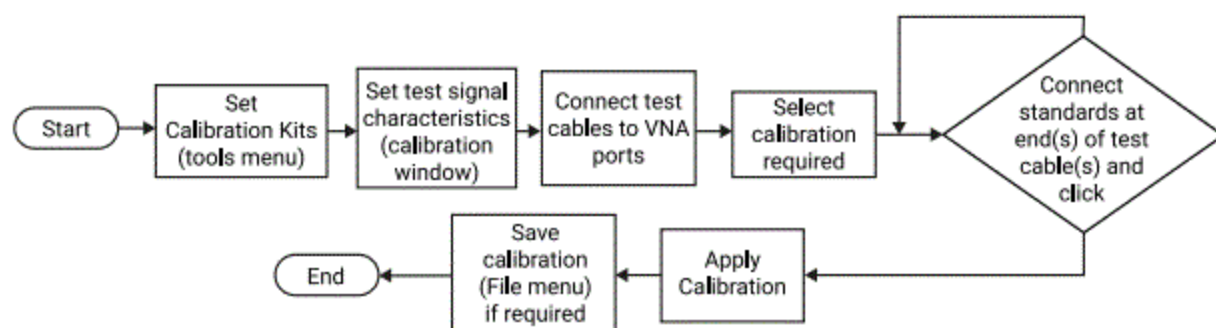 Start
Set
Calibration Kits
(tools menu)
Set test signal
characteristics
(calibration
window)
Connect test
cables to VNA
ports
Select
calibration
required
Connect
standards at
end(s) of test
cable(s) and
click
Apply
Calibration
Save
calibration
(File menu)
if required
End